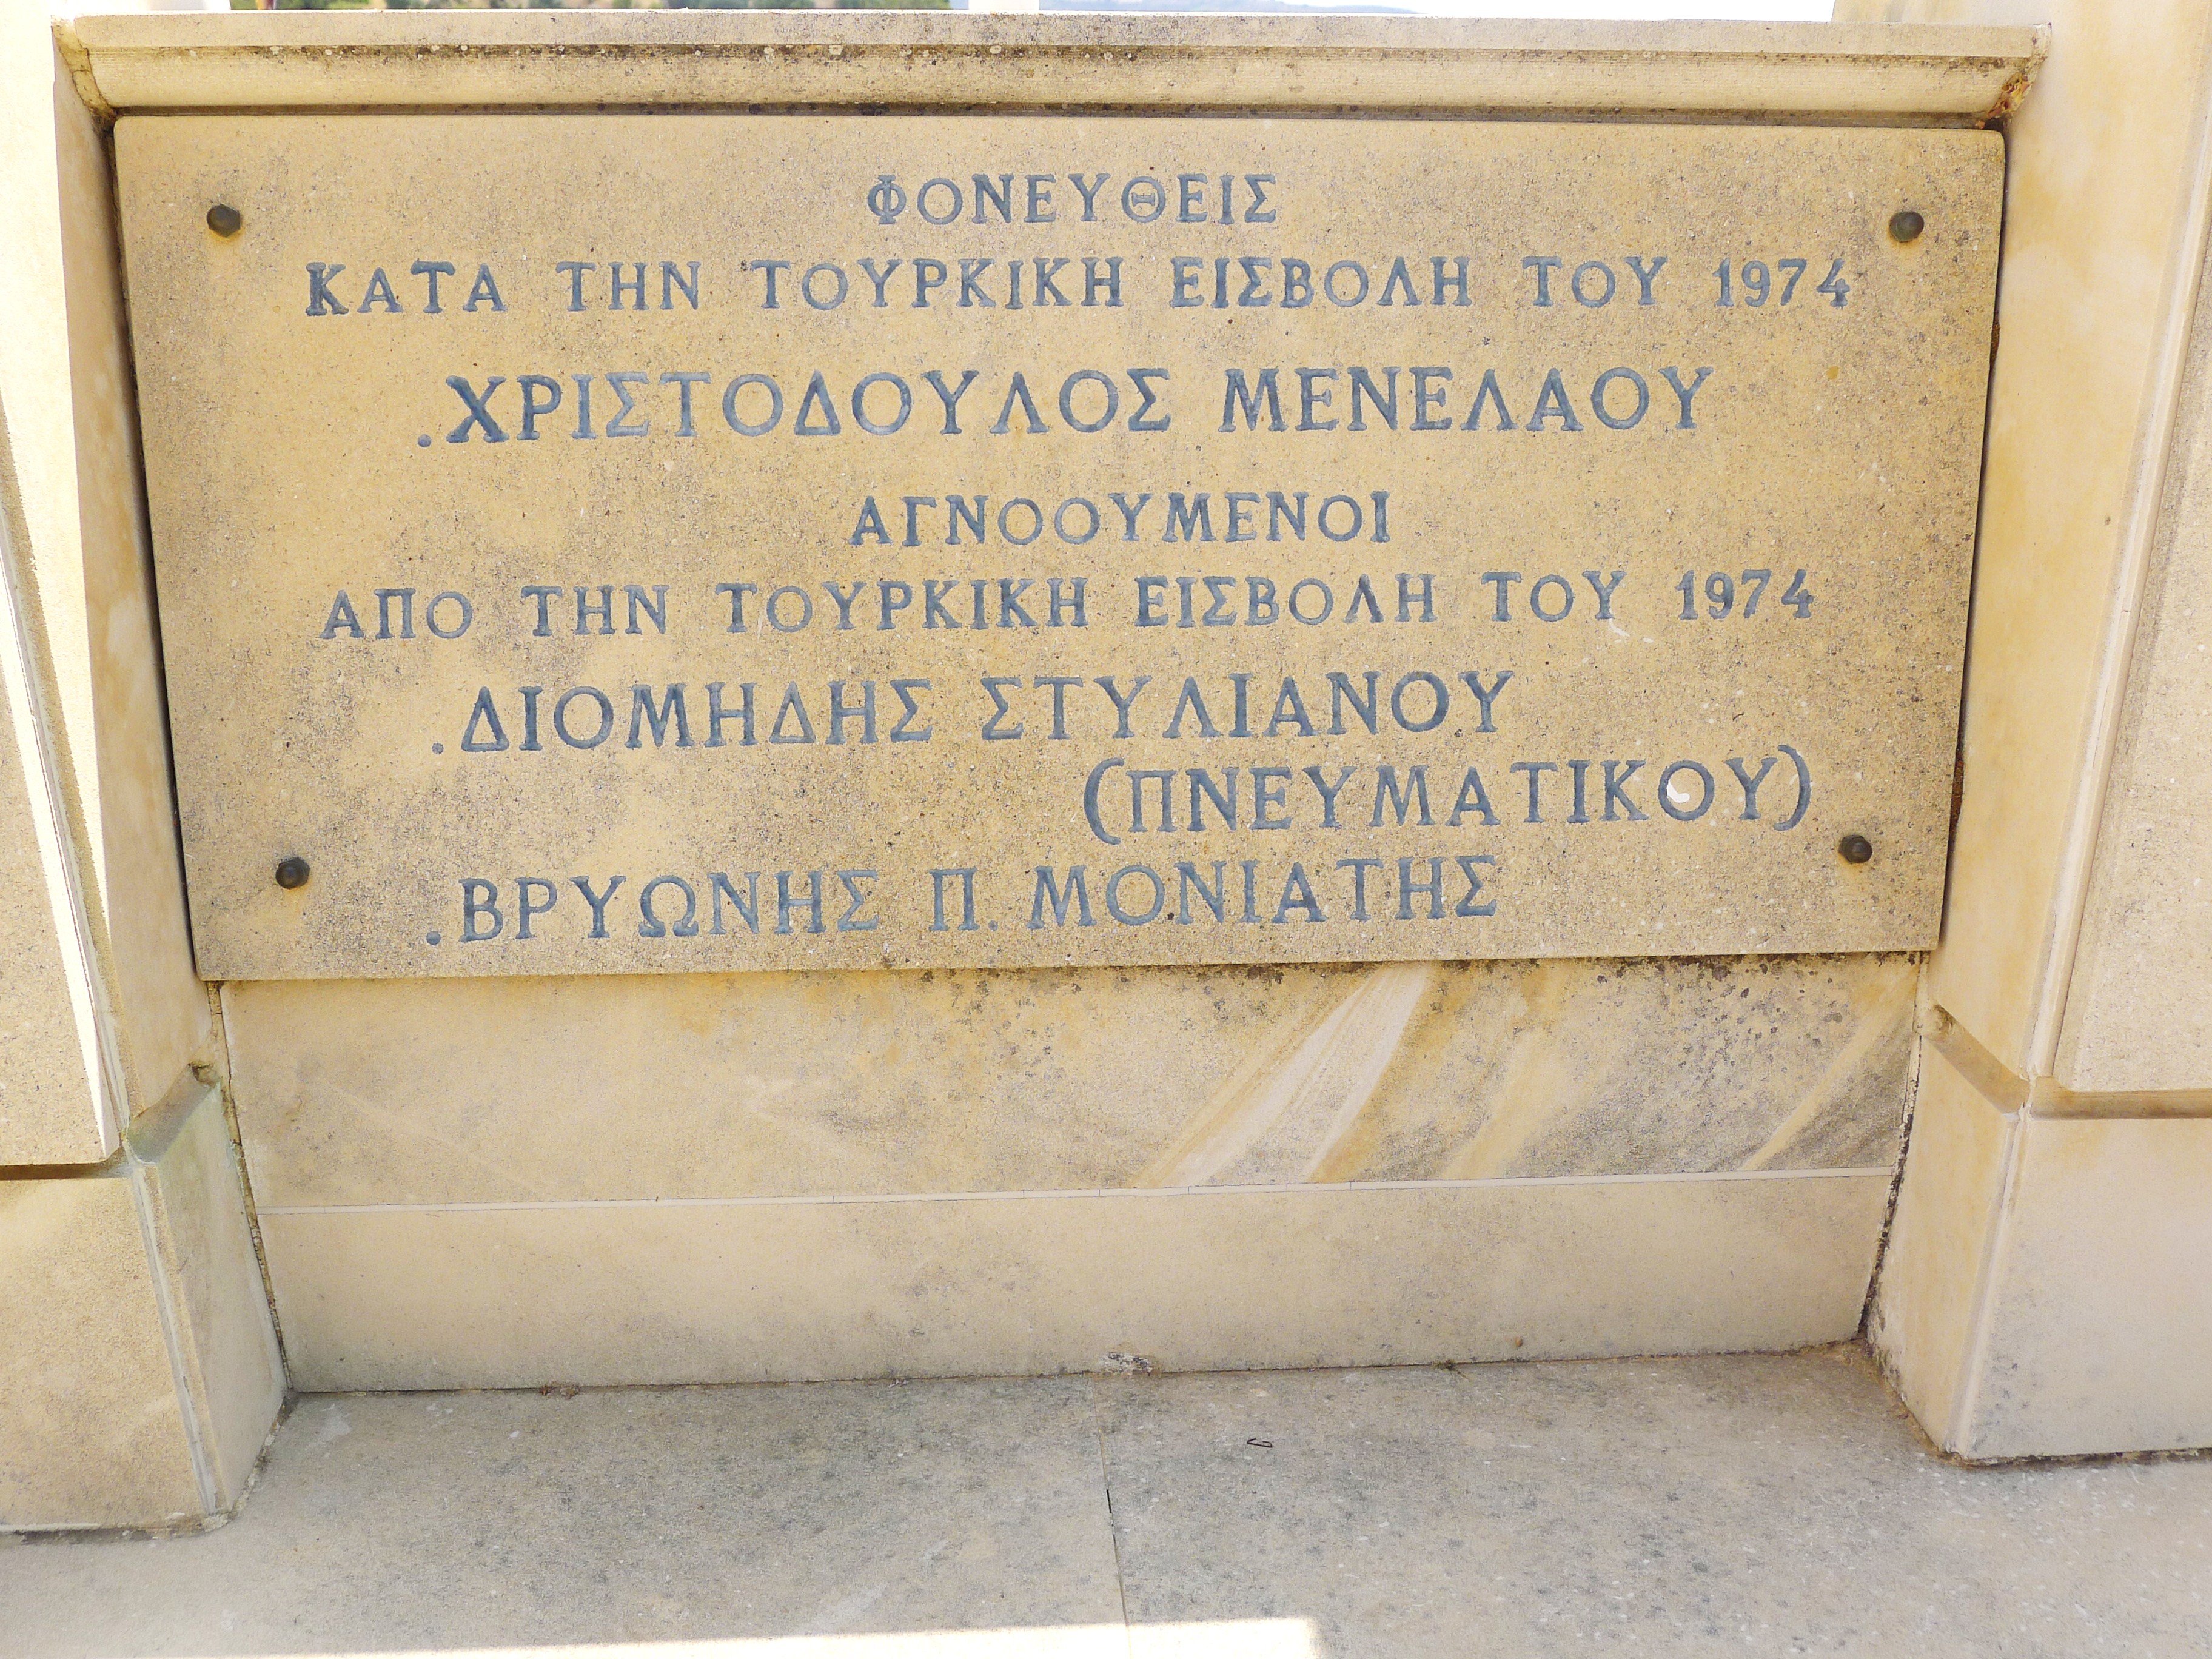 ΦΟΝΕΥΘΕΙΣ
ΚΑΤΑ ΤΗΝ ΤΟΥΡΚΙΚΗ ΕΙΣΒΟΛΗ ΤΟΥ 1974
.ΧΡΙΣΤΟΔΟΥΛΟΣ ΜΕΝΕΛΑΟΥ
ΑΓΝΟΟΥΜΕΝΟΙ
ΑΠΟ ΤΗΝ ΤΟΥΡΚΙΚΗ ΕΙΣΒΟΛΗ ΤΟΥ 1974
.ΔΙΟΜΗΔΗΣ ΣΤΥΛΙΑΝΟΥ
(ΠΝΕΥΜΑΤΙΚΟΥ)
.ΒΡΥΩΝΗΣ Π. ΜΟΝΙΑΤΗΣ